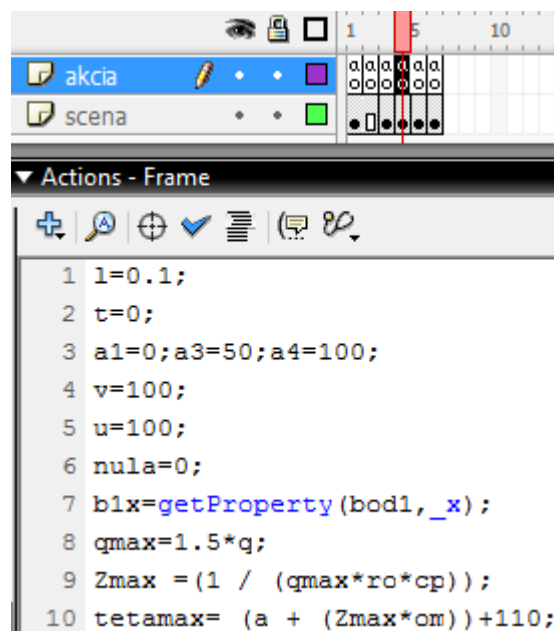 1 5 10
akcia
scena
Actions - Frame
1 l=0.1;
2 t=0;
3 a1=0;a3=50;a4=100;
4 v=100;
5 u=100;
6 nula=0;
7 b1x=getProperty(bod1,_x);
8 qmax=1.5*q;
9 Zmax =(1 / (qmax*ro*cp));
10 tetamax= (a + (Zmax*om))+110;